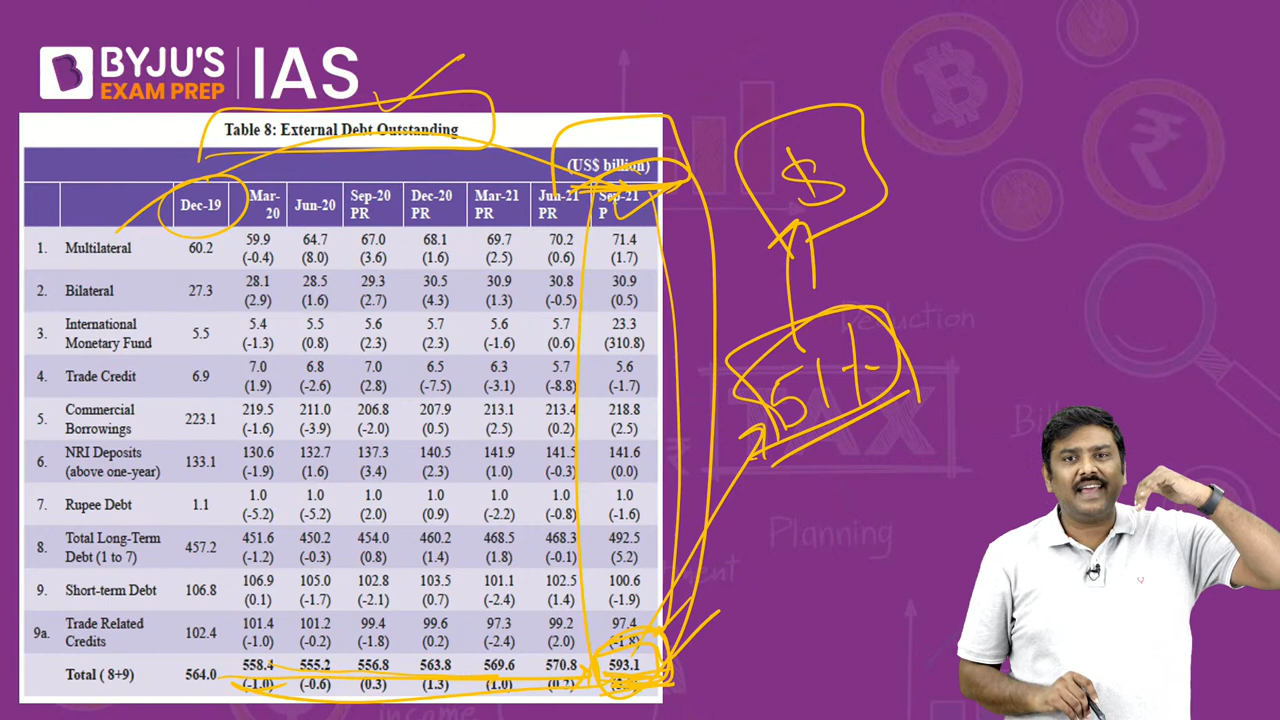 BYJU'S
EXAM PREP
IAS
Table 8: External Debt Outstanding
(US$ billion)
Dec-19 Mar-20 Jun-20 Sep-20 PR Dec-20 PR Mar-21 PR Jun-21 PR Sep-21 P
1. Multilateral 60.2 59.9 64.7 67.0 68.1 69.7 70.2 71.4
(-0.4) (8.0) (3.6) (1.6) (2.5) (0.6) (1.7)
2. Bilateral 27.3 28.1 28.5 29.3 30.5 30.9 30.8 30.9
(2.9) (1.6) (2.7) (4.3) (1.3) (-0.5) (0.5)
3. International Monetary Fund 5.5 5.4 5.5 5.6 5.7 5.6 5.7 23.3
(-1.3) (0.8) (2.3) (2.3) (-1.6) (0.6) (310.8)
4. Trade Credit 6.9 7.0 6.8 7.0 6.5 6.3 5.7 5.6
(1.9) (-2.6) (2.8) (-7.5) (-3.1) (-8.8) (-1.7)
5. Commercial Borrowings 223.1 219.5 211.0 206.8 207.9 213.1 213.4 218.8
(-1.6) (-3.9) (-2.0) (0.5) (2.5) (0.2) (2.5)
6. NRI Deposits (above one-year) 133.1 130.6 132.7 137.3 140.5 141.9 141.5 141.6
(-1.9) (1.6) (3.4) (2.3) (1.0) (-0.3) (0.0)
7. Rupee Debt 1.1 1.0 1.0 1.0 1.0 1.0 1.0 1.0
(-5.2) (-5.2) (2.0) (0.9) (-2.2) (-0.8) (-1.6)
8. Total Long-Term Debt (1 to 7) 457.2 451.6 450.2 454.0 460.2 468.5 468.3 492.5
(-1.2) (-0.3) (0.8) (1.4) (1.8) (-0.1) (5.2)
9. Short-term Debt 106.8 106.9 105.0 102.8 103.5 101.1 102.5 100.6
(0.1) (-1.7) (-2.1) (0.7) (-2.4) (1.4) (-1.9)
9a. Trade Related Credits 102.4 101.4 101.2 99.4 99.6 97.3 99.2 97.4
(-1.0) (-0.2) (-1.8) (0.2) (-2.4) (2.0) (-1.8)
Total ( 8+9) 564.0 558.4 555.2 556.8 563.8 569.6 570.8 593.1
(-1.0) (-0.6) (0.3) (1.3) (1.0) (0.2)
$
TAX
Planning